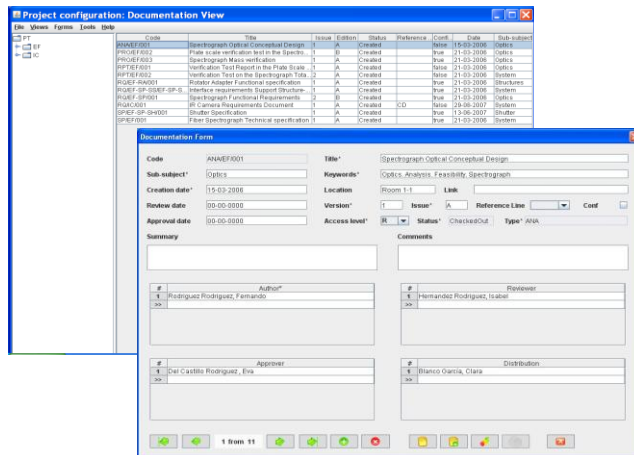 Project configuration: Documentation View
File Views Forms Tools Help
PT
EF
IC
Code Title Issue Edition Status Reference Conf... Date Sub-subject
ANA/EF/001 Spectrograph Optical Conceptual Design 1 A Created false 15-03-2006 Optics
PRO/EF/002 Plate scale verification test in the Spectro... 1 B Created true 21-03-2006 Optics
PRO/EF/003 Spectrograph Mass verification 1 A Created true 21-03-2006 Optics
RPT/EF/001 Verification Test Report in the Plate Scale ... 1 A Created false 21-03-2006 Optics
RPT/EF/002 Verification Test on the Spectrograph Tota... 2 A Created false 21-03-2006 System
RQ/EF-RA/001 Rotator Adapter Functional specification 1 A Created true 21-03-2006 Structures
RQ/EF-SP-SS/EF-SP-S... Interface requirements Support Structure-... 1 A Created true 21-03-2006 System
RQ/EF-SP/001 Spectrograph Functional Requirements 2 B Created true 21-03-2006 Optics
RQ/IC/001 IR Camera Requirements Document 1 A Created CD false 29-08-2007 System
SP/EF-SP-SH/001 Shutter Specification 1 A Created true 13-06-2007 Shutter
SP/EF/001 Fiber Spectrograph Technical specification 1 A Created true 21-03-2006 System
Documentation Form
Code ANA/EF/001 Title* Spectrograph Optical Conceptual Design
Sub-subject* Optics Keywords* Optics, Analysis, Feasibility, Spectrograph
Creation date* 15-03-2006 Location Room 1-1 Link
Review date 00-00-0000 Version* 1 Issue* A Reference Line Conf
Approval date 00-00-0000 Access level* R Status* CheckedOut Type* ANA
Summary Comments
# Author* # Reviewer
1 Rodriguez Rodriguez, Fernando 1 Hernandez Rodriguez, Isabel
>> >>
# Approver # Distribution
1 Del Castillo Rodriguez, Eva 1 Blanco García, Clara
>> >>
1 from 11